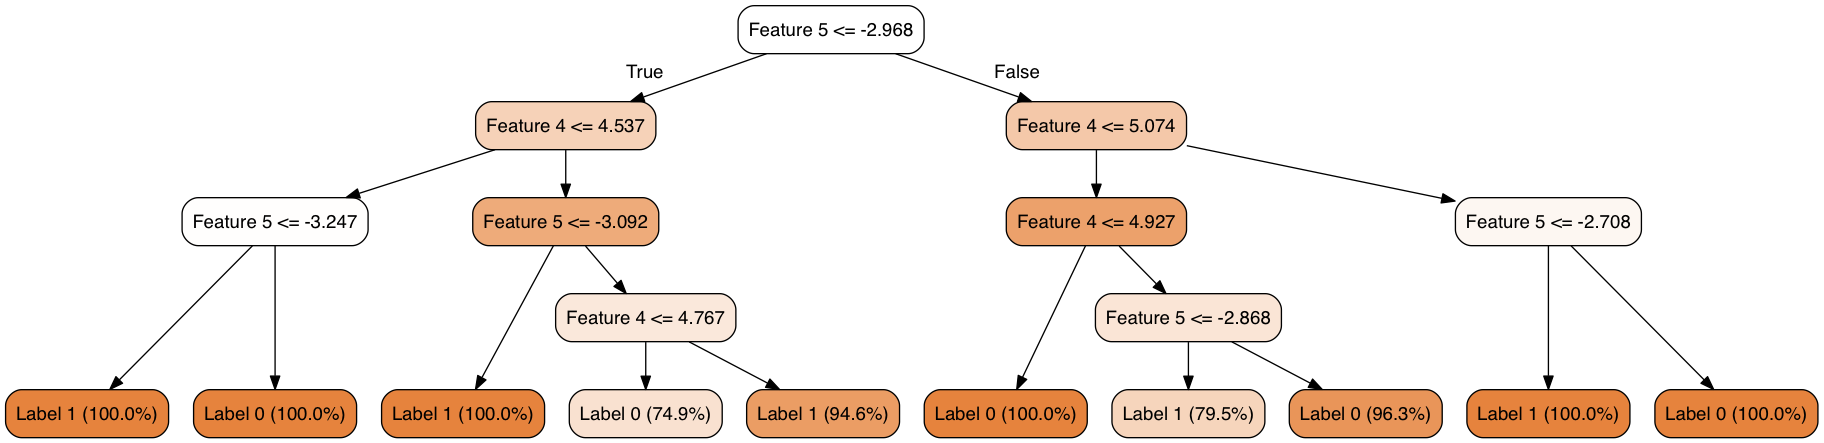 Feature 5 <= -2.968
True
False
Feature 4 <= 4.537
Feature 4 <= 5.074
Feature 5 <= -3.247
Feature 5 <= -3.092
Feature 4 <= 4.927
Feature 5 <= -2.708
Feature 4 <= 4.767
Feature 5 <= -2.868
Label 1 (100.0%)
Label 0 (100.0%)
Label 1 (100.0%)
Label 0 (74.9%)
Label 1 (94.6%)
Label 0 (100.0%)
Label 1 (79.5%)
Label 0 (96.3%)
Label 1 (100.0%)
Label 0 (100.0%)